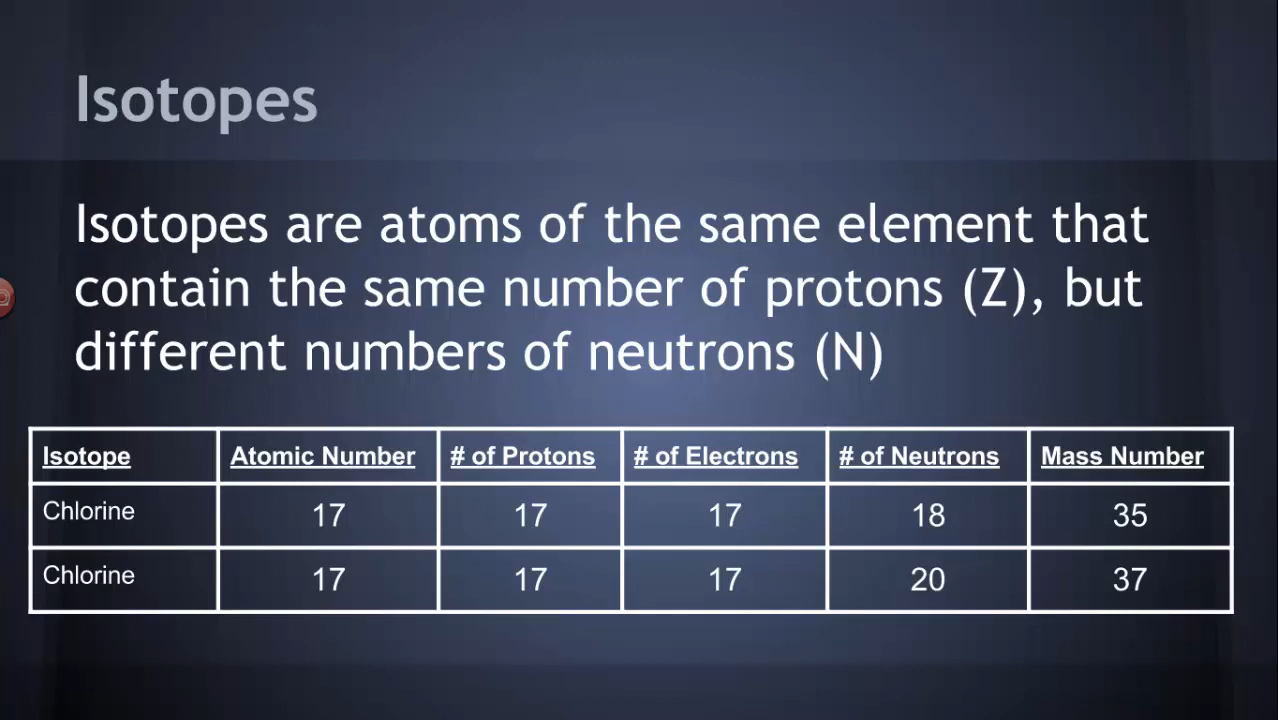 Isotopes
Isotopes are atoms of the same element that
contain the same number of protons (Z), but
different numbers of neutrons (N)
Isotope Atomic Number # of Protons # of Electrons # of Neutrons Mass Number
Chlorine 17 17 17 18 35
Chlorine 17 17 17 20 37